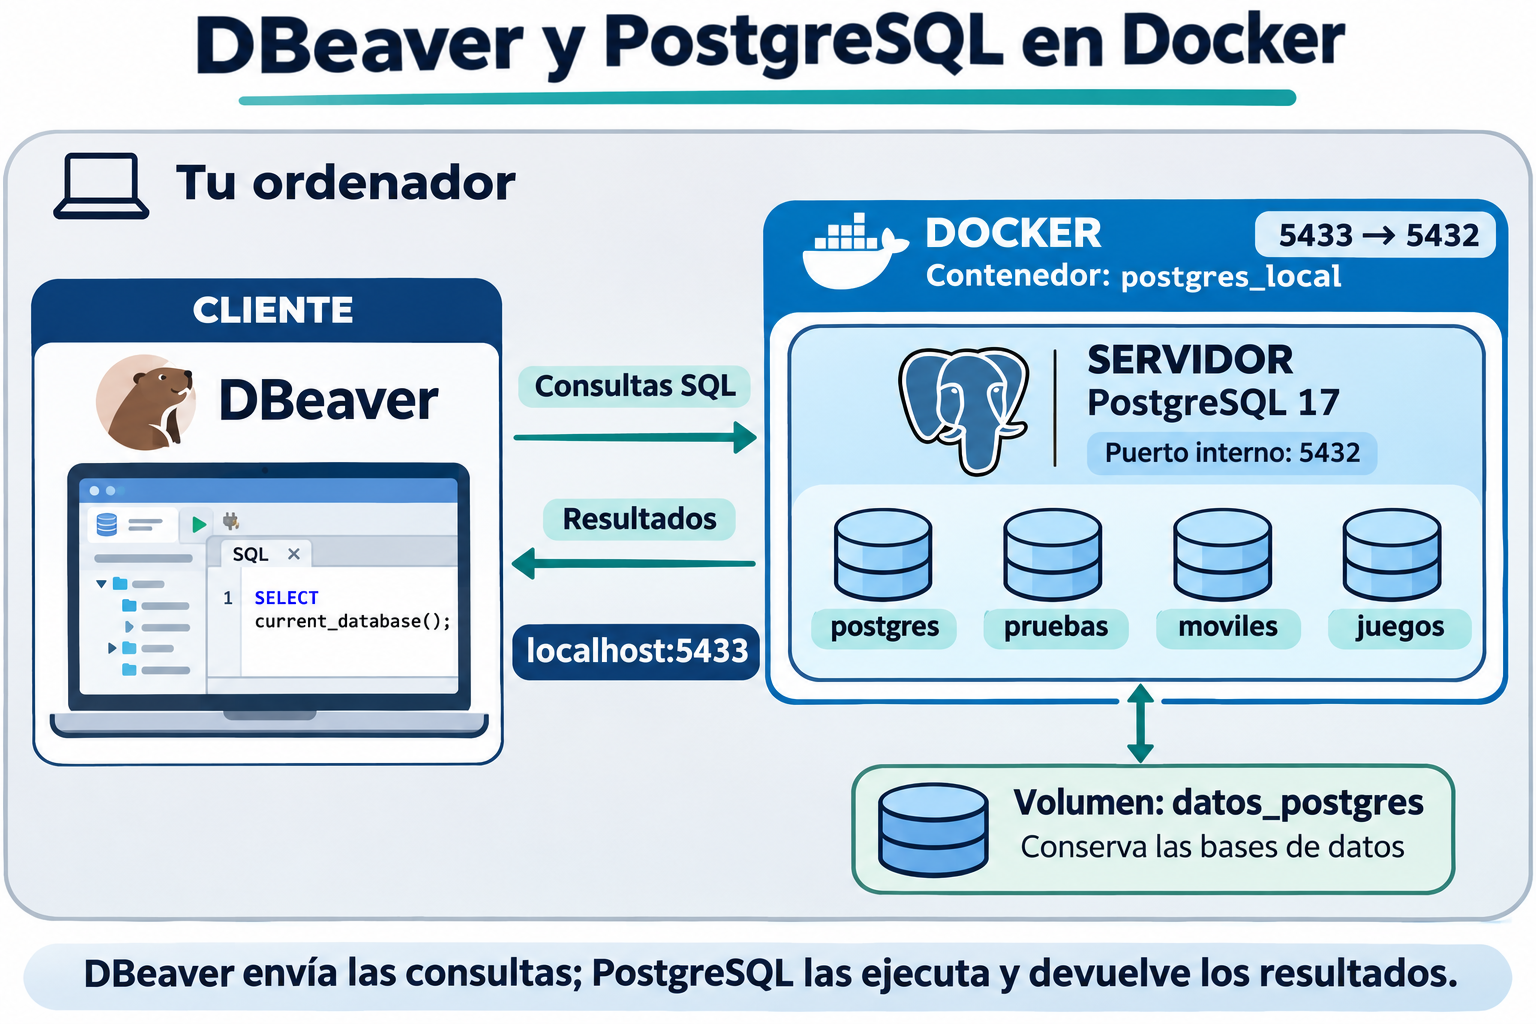 DBeaver y PostgreSQL en Docker
Tu ordenador
CLIENTE
DBeaver
SQL ×
1 SELECT
current_database();
Consultas SQL
Resultados
localhost:5433
DOCKER
5433 → 5432
Contenedor: postgres_local
SERVIDOR
PostgreSQL 17
Puerto interno: 5432
postgres
pruebas
moviles
juegos
Volumen: datos_postgres
Conserva las bases de datos
DBeaver envía las consultas; PostgreSQL las ejecuta y devuelve los resultados.